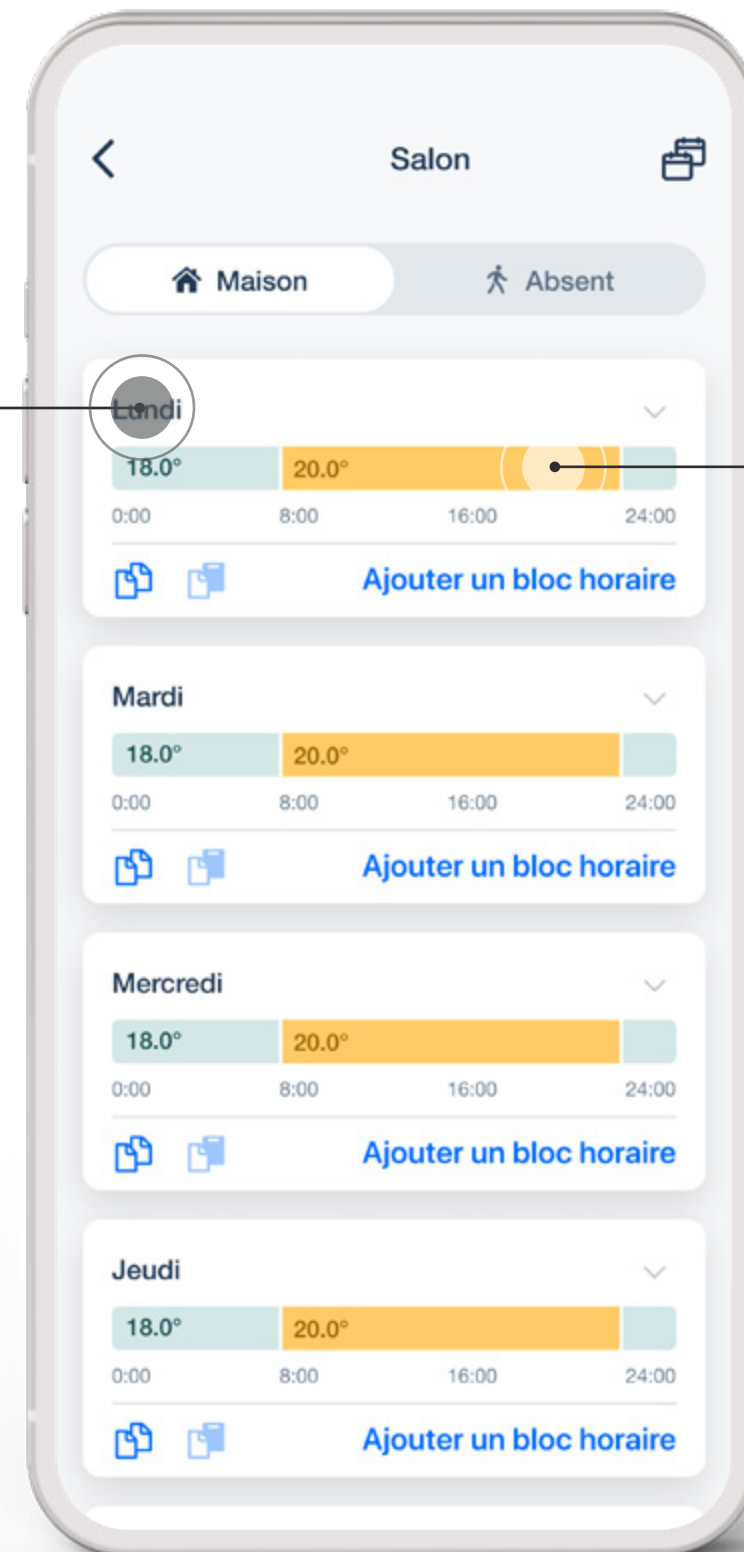 Salon
Maison Absent
Lundi
18.0° 20.0°
0:00 8:00 16:00 24:00
Ajouter un bloc horaire
Mardi
18.0° 20.0°
0:00 8:00 16:00 24:00
Ajouter un bloc horaire
Mercredi
18.0° 20.0°
0:00 8:00 16:00 24:00
Ajouter un bloc horaire
Jeudi
18.0° 20.0°
0:00 8:00 16:00 24:00
Ajouter un bloc horaire